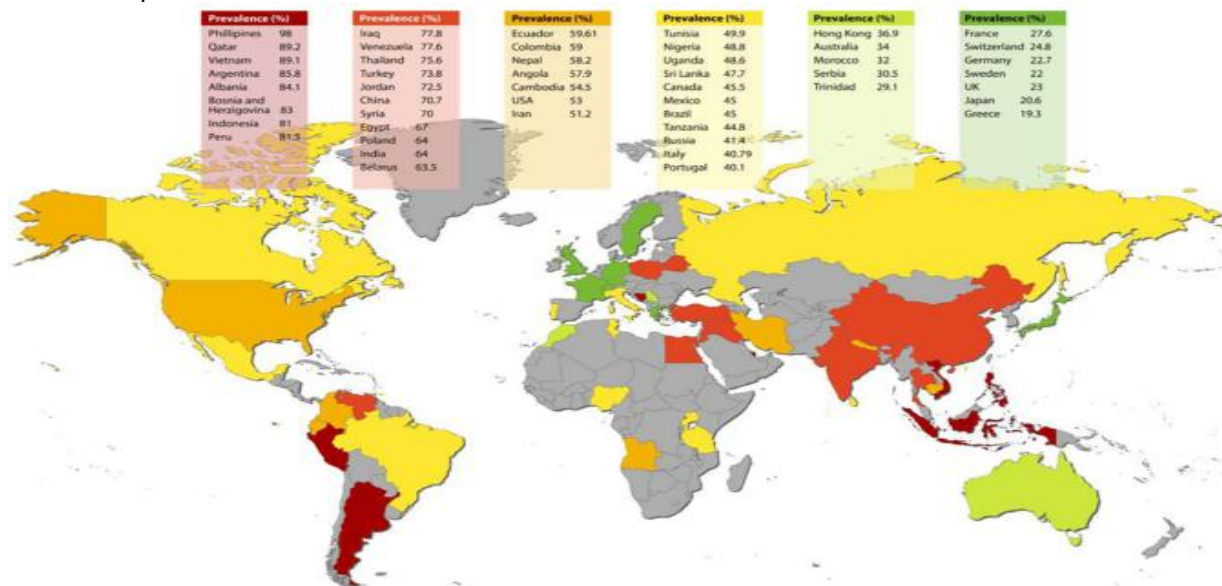 Prevalence (%)
Phillipines 98
Qatar 89.2
Vietnam 89.1
Argentina 85.8
Albania 84.1
Bosnia and
Herzigovina 83
Indonesia 81
Peru 81.5
Prevalence (%)
Iraq 77.8
Venezuela 77.6
Thailand 75.6
Turkey 73.8
Jordan 72.5
China 70.7
Syria 70
Egypt 67
Poland 64
India 64
Belarus 63.5
Prevalence (%)
Ecuador 59.61
Colombia 59
Nepal 58.2
Angola 57.9
Cambodia 54.5
USA 53
Iran 51.2
Prevalence (%)
Tunisia 49.9
Nigeria 48.8
Uganda 48.6
Sri Lanka 47.7
Canada 45.5
Mexico 45
Brazil 45
Tanzania 44.8
Russia 41.4
Italy 40.79
Portugal 40.1
Prevalence (%)
Hong Kong 36.9
Australia 34
Morocco 32
Serbia 30.5
Trinidad 29.1
Prevalence (%)
France 27.6
Switzerland 24.8
Germany 22.7
Sweden 22
UK 23
Japan 20.6
Greece 19.3